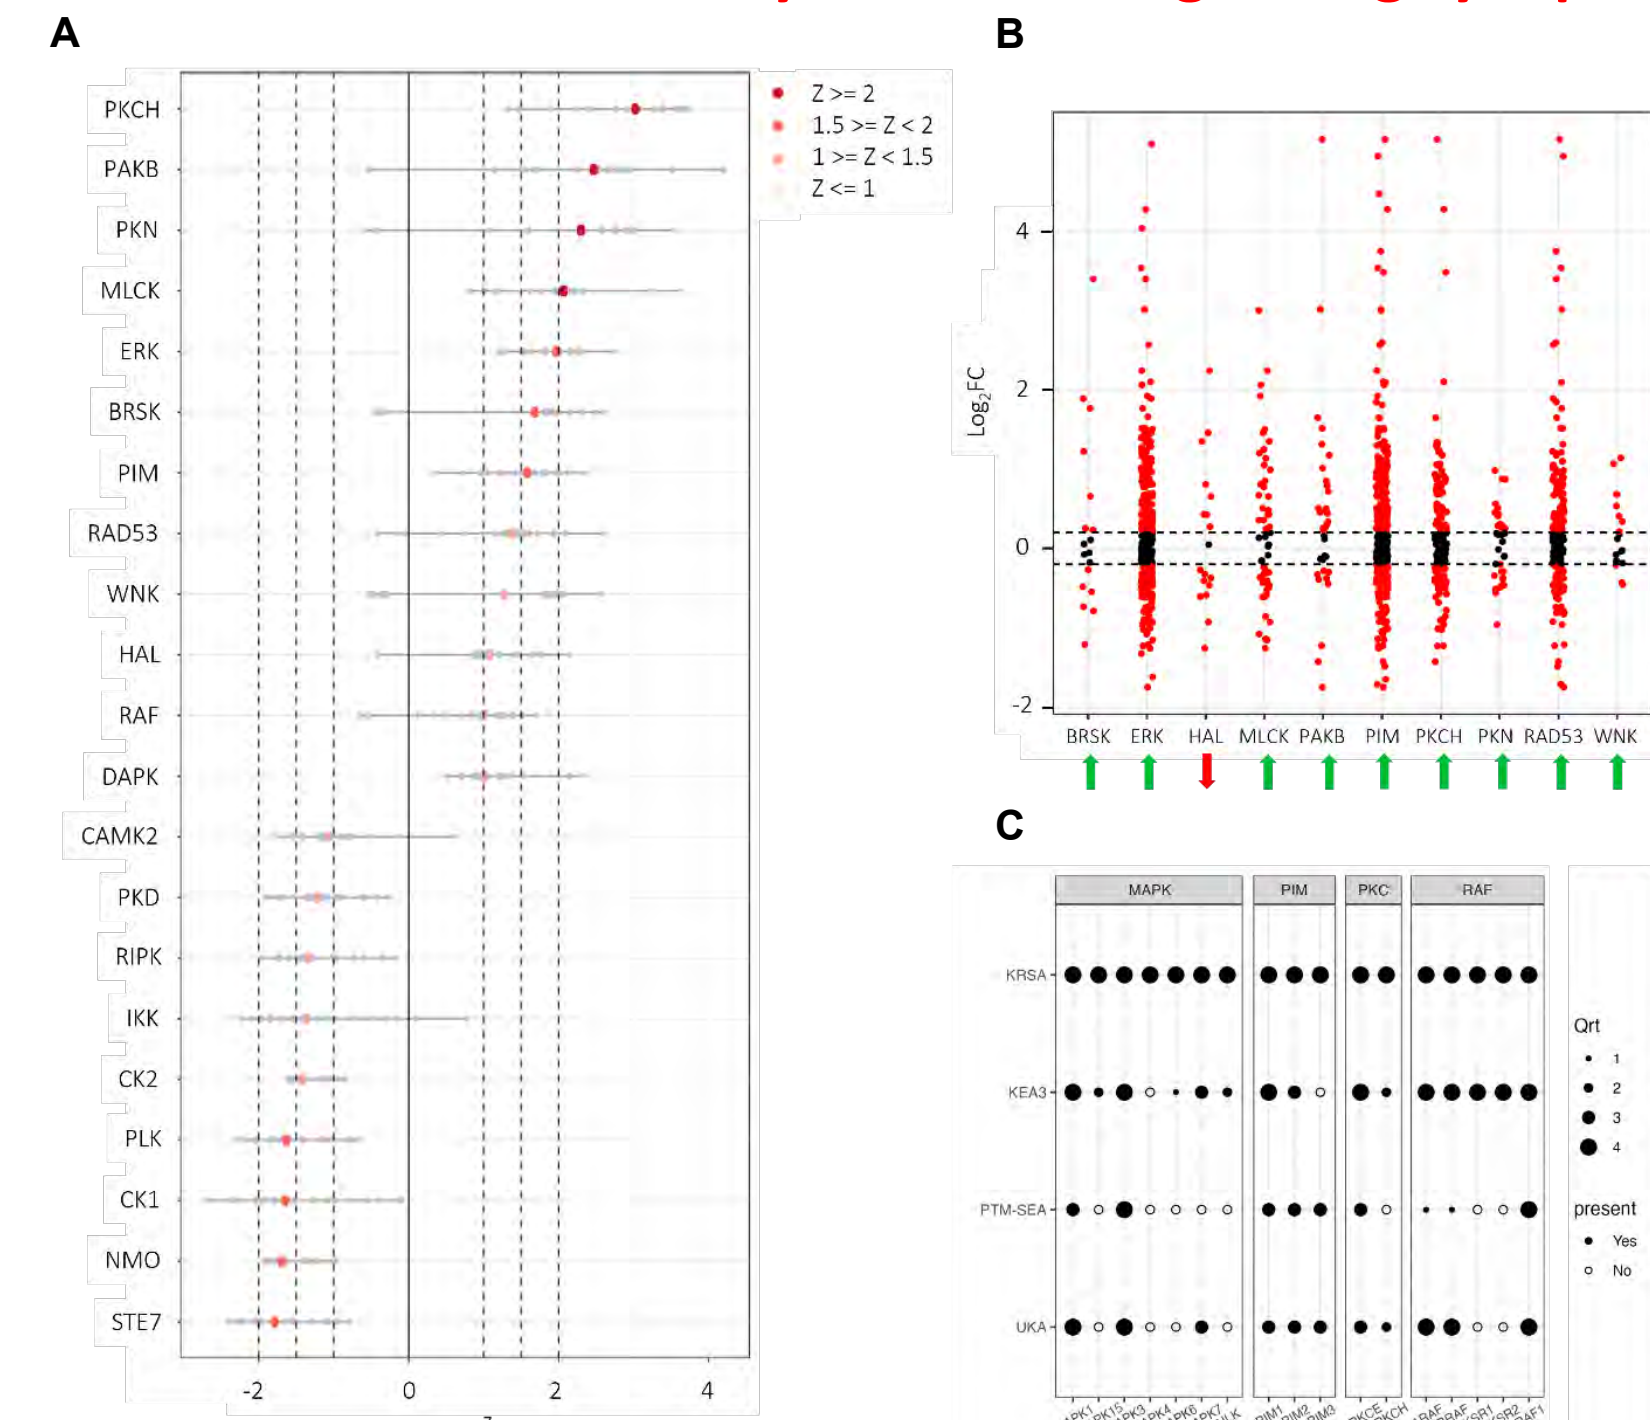 A
PKCH
PAKB
PKN
MLCK
ERK
BRSK
PIM
RAD53
WNK
HAL
RAF
DAPK
CAMK2
PKD
RIPK
IKK
CK2
PLK
CK1
NMO
STE7
-2 0 2 4
Z >= 2
1.5 >= Z < 2
1 >= Z < 1.5
Z <= 1
B
Log2FC
4
2
0
-2
BRSK ERK HAL MLCK PAKB PIM PKCH PKN RAD53 WNK
C
MAPK PIM PKC RAF
KRSA
KEA3
PTM-SEA
UKA
Qrt
1
2
3
4
present
Yes
No